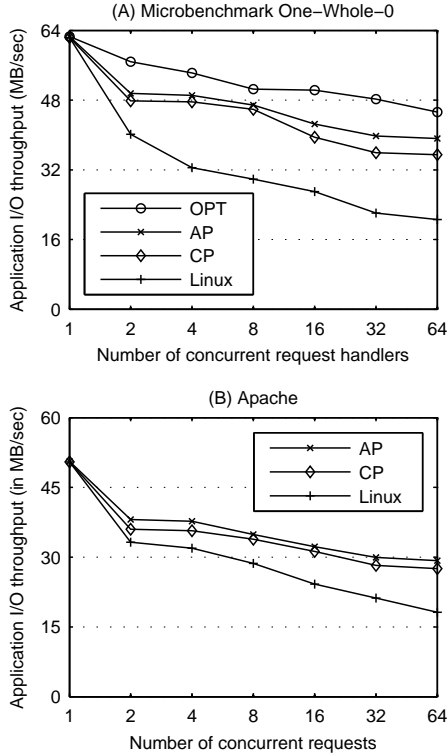 (A) Microbenchmark One−Whole−0
Application I/O throughput (MB/sec)
64
48
32
16
0
OPT
AP
CP
Linux
1 2 4 8 16 32 64
Number of concurrent request handlers
(B) Apache
Application I/O throughput (in MB/sec)
60
45
30
15
0
AP
CP
Linux
1 2 4 8 16 32 64
Number of concurrent requests